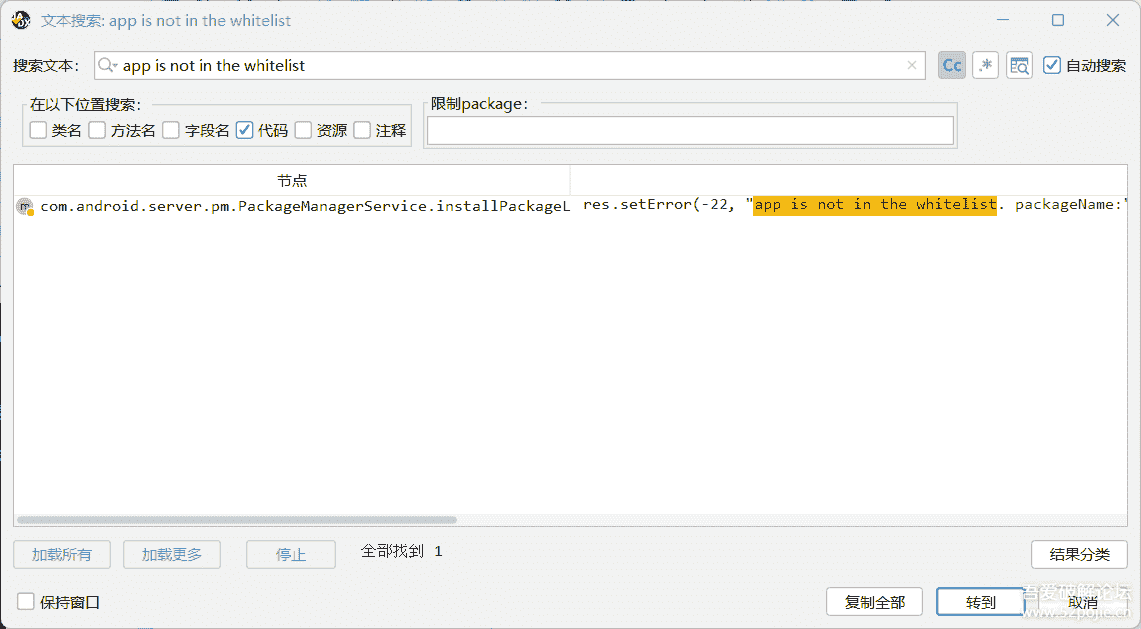 文本搜索: app is not in the whitelist
搜索文本: app is not in the whitelist Cc .* 自动搜索
在以下位置搜索: 限制package:
类名 方法名 字段名 代码 资源 注释
节点
com.android.server.pm.PackageManagerService.installPackageL res.setError(-22, "app is not in the whitelist. packageName:"
加载所有 加载更多 停止 全部找到 1 结果分类
保持窗口 复制全部 转到 取消
吾爱破解论坛
www.52pojie.cn